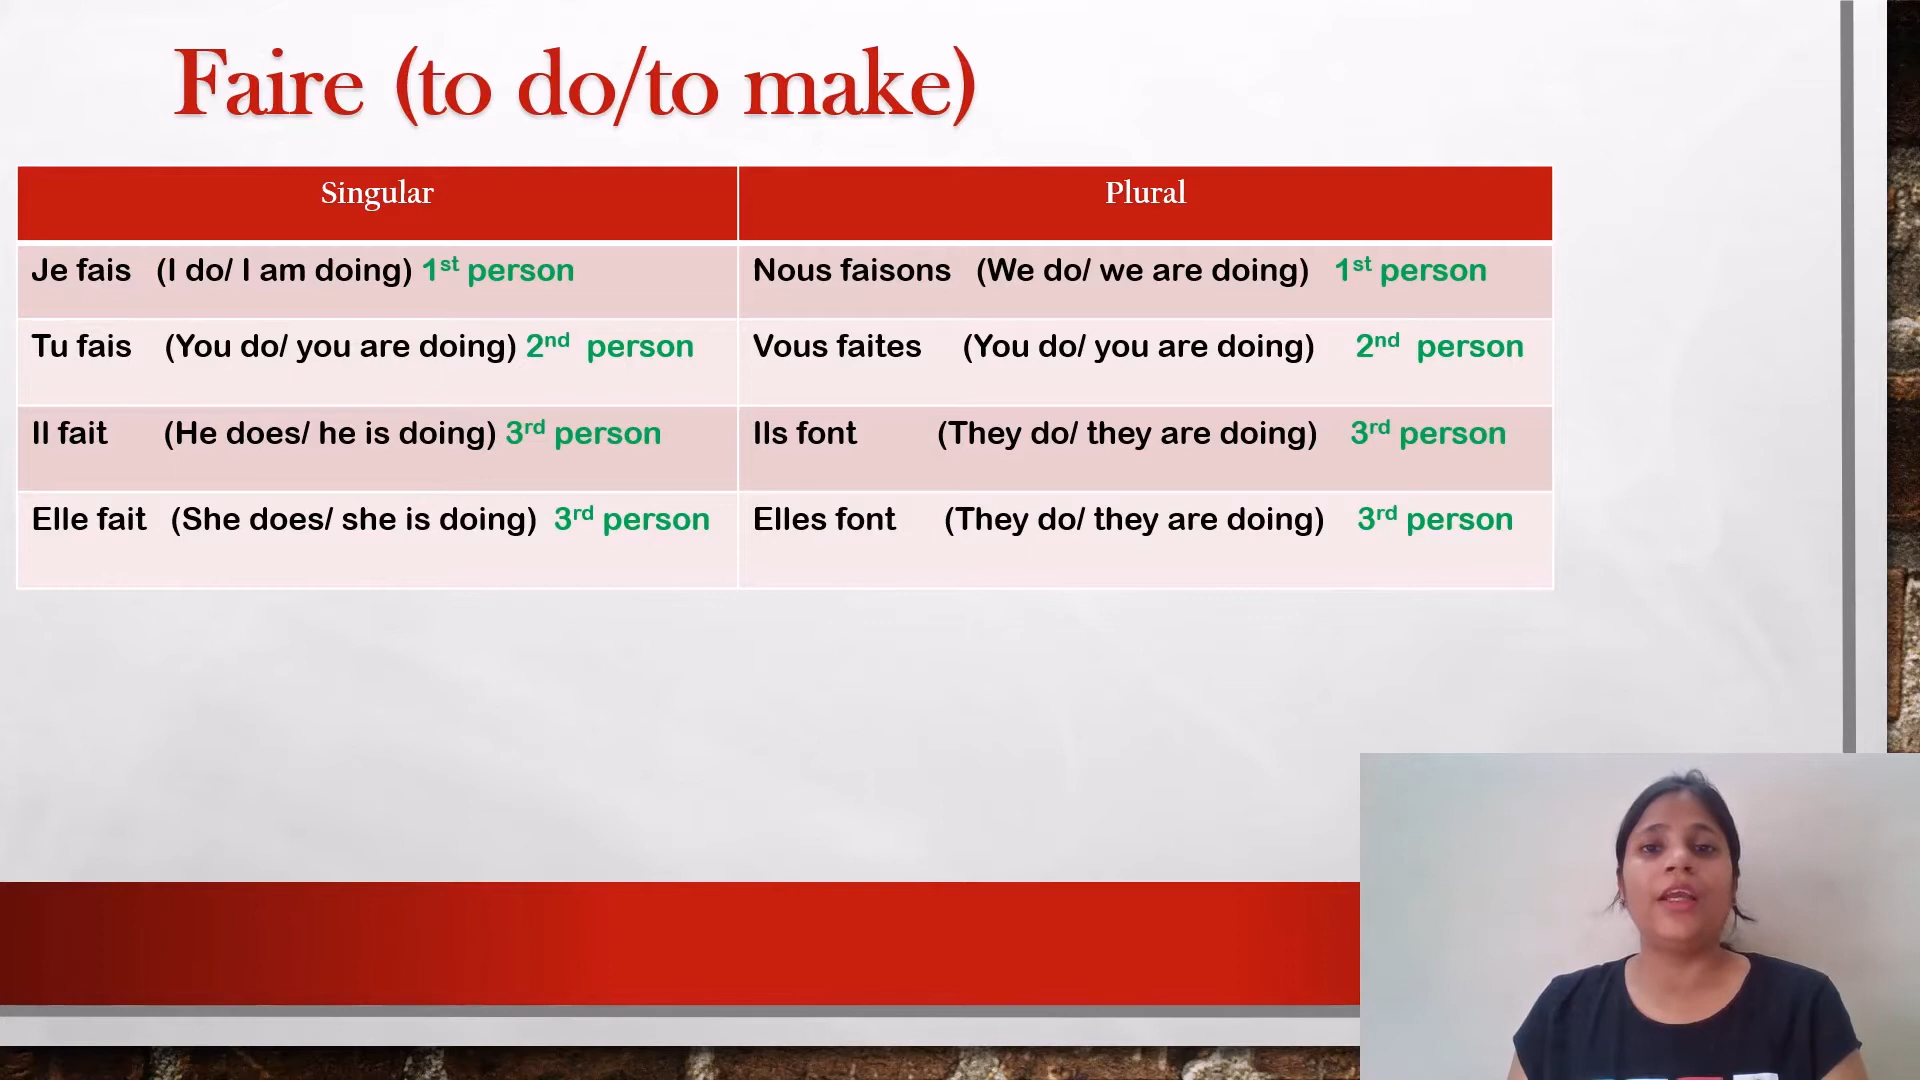 Faire (to do/to make)
Singular Plural
Je fais (I do/ I am doing) 1st person Nous faisons (We do/ we are doing) 1st person
Tu fais (You do/ you are doing) 2nd person Vous faites (You do/ you are doing) 2nd person
Il fait (He does/ he is doing) 3rd person Ils font (They do/ they are doing) 3rd person
Elle fait (She does/ she is doing) 3rd person Elles font (They do/ they are doing) 3rd person